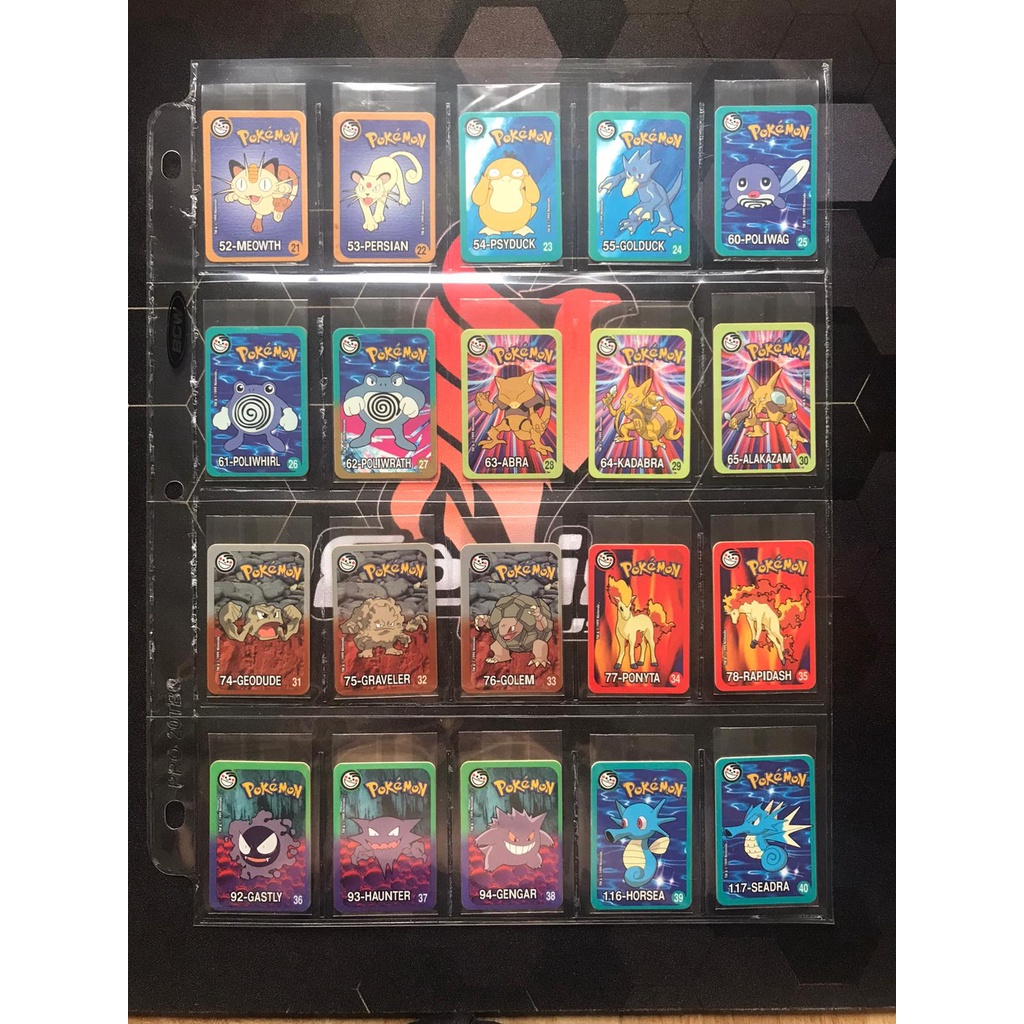 POKéMON
52-MEOWTH 21
POKéMON
53-PERSIAN 22
POKéMON
54-PSYDUCK 23
POKéMON
55-GOLDUCK 24
POKéMON
60-POLIWAG 25
BCW
POKéMON
61-POLIWHIRL 26
POKéMON
62-POLIWRATH 27
POKéMON
63-ABRA 28
POKéMON
64-KADABRA 29
POKéMON
65-ALAKAZAM 30
POKéMON
74-GEODUDE 31
POKéMON
75-GRAVELER 32
POKéMON
76-GOLEM 33
POKéMON
77-PONYTA 34
POKéMON
78-RAPIDASH 35
POKéMON
92-GASTLY 36
POKéMON
93-HAUNTER 37
POKéMON
94-GENGAR 38
POKéMON
116-HORSEA 39
POKéMON
117-SEADRA 40